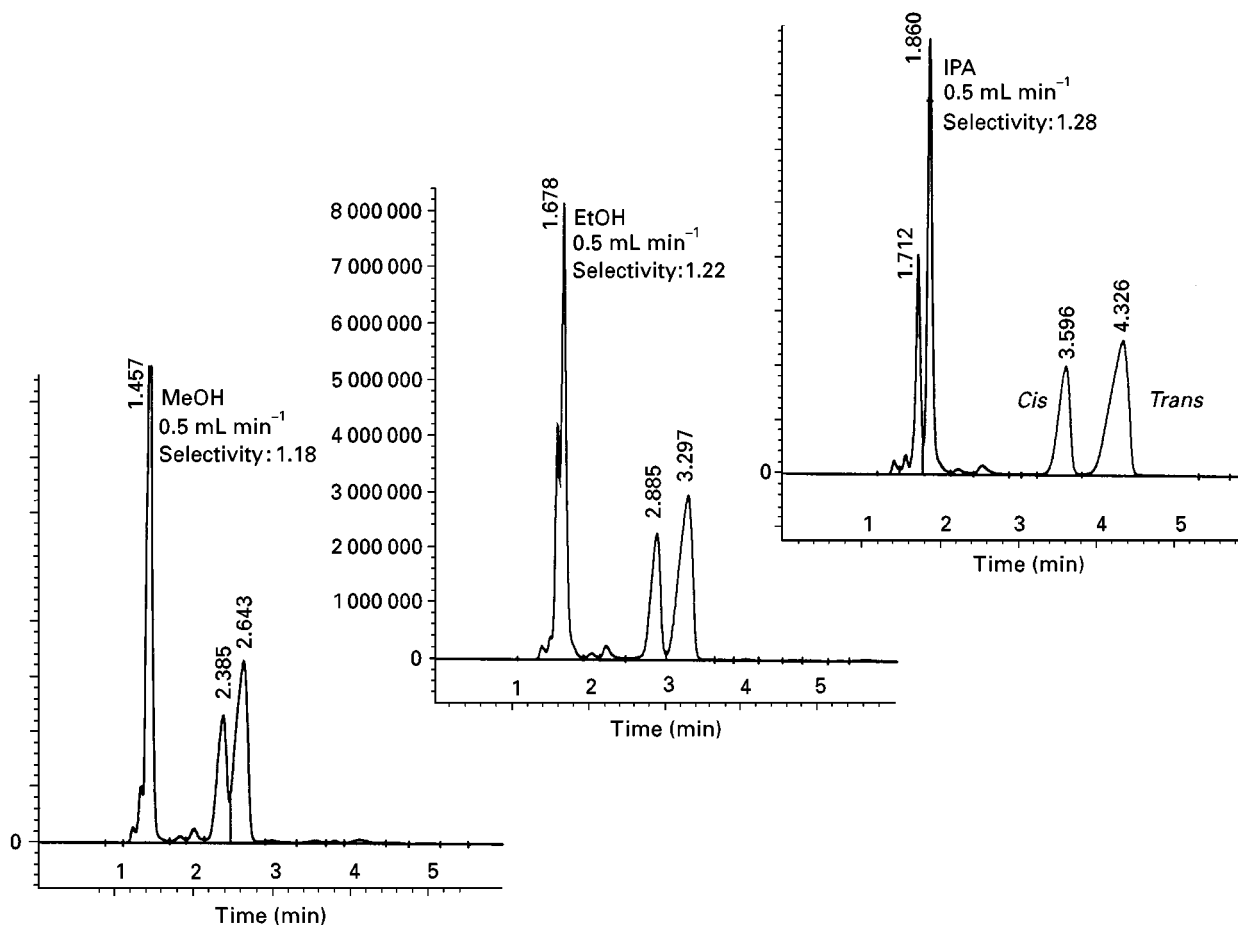 1.457
MeOH
0.5 mL min⁻¹
Selectivity: 1.18
2.385
2.643
0
1 2 3 4 5
Time (min)
8 000 000
7 000 000
6 000 000
5 000 000
4 000 000
3 000 000
2 000 000
1 000 000
0
1.678
EtOH
0.5 mL min⁻¹
Selectivity: 1.22
2.885
3.297
1 2 3 4 5
Time (min)
1.712
1.860
IPA
0.5 mL min⁻¹
Selectivity: 1.28
3.596
4.326
Cis
Trans
0
1 2 3 4 5
Time (min)